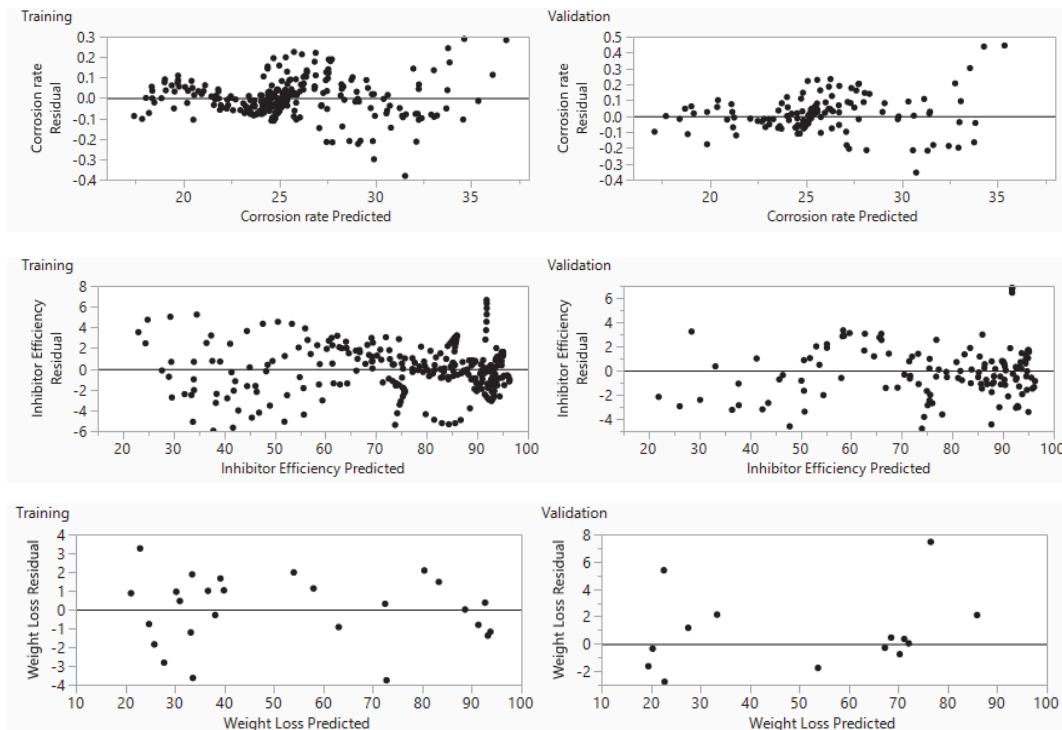 Training
Validation
Corrosion rate
Residual
0.3
0.2
0.1
0.0
-0.1
-0.2
-0.3
-0.4
20
25
30
35
Corrosion rate Predicted
Corrosion rate
Residual
0.5
0.4
0.3
0.2
0.1
0.0
-0.1
-0.2
-0.3
-0.4
20
25
30
35
Corrosion rate Predicted
Training
Validation
Inhibitor Efficiency
Residual
8
6
4
2
0
-2
-4
-6
20 30 40 50 60 70 80 90 100
Inhibitor Efficiency Predicted
Inhibitor Efficiency
Residual
6
4
2
0
-2
-4
20 30 40 50 60 70 80 90 100
Inhibitor Efficiency Predicted
Training
Validation
Weight Loss Residual
4
3
2
1
0
-1
-2
-3
-4
10 20 30 40 50 60 70 80 90 100
Weight Loss Predicted
Weight Loss Residual
8
6
4
2
0
-2
10 20 30 40 50 60 70 80 90 100
Weight Loss Predicted